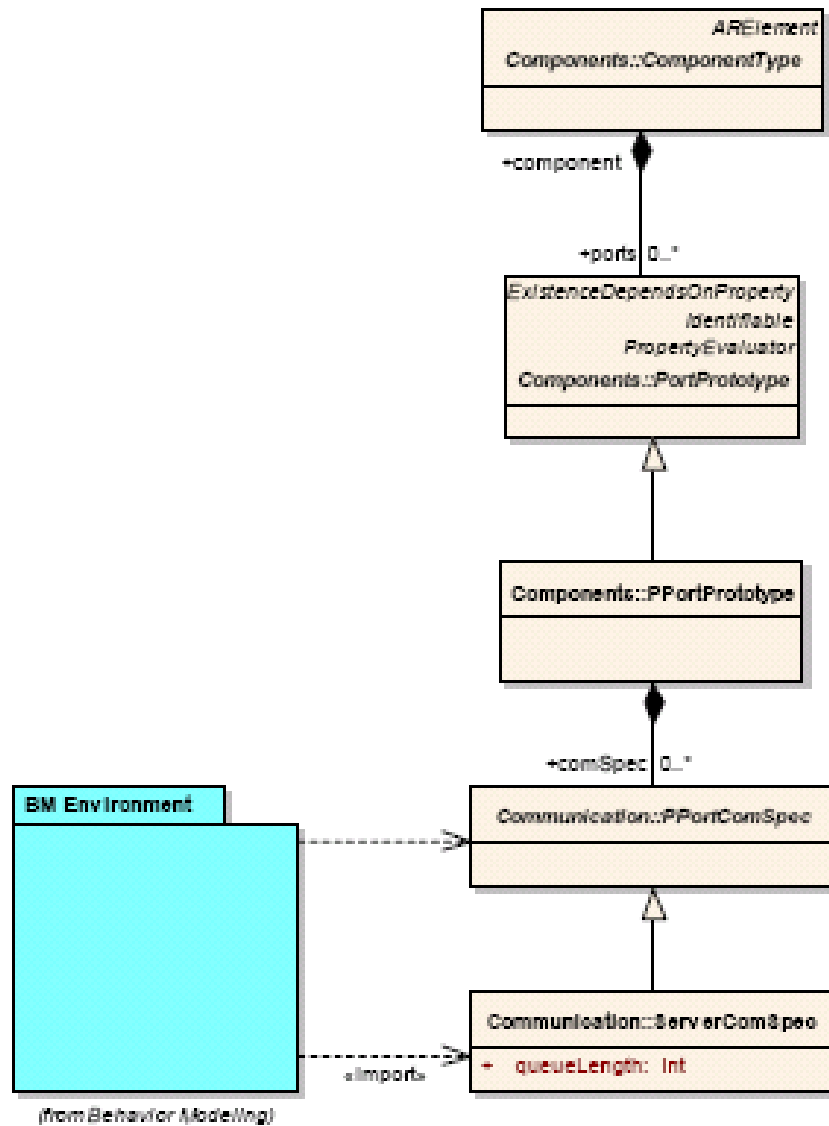 ARElement
Components::ComponentType
+component
+ports 0..*
ExistenceDependsOnProperty
Identifiable
PropertyEvaluator
Components::PortPrototype
Components::PPortPrototype
+comSpec 0..*
BM Environment
Communication::PPortComSpec
Communication::ServerComSpec
+ queueLength: int
«import»
(from Behavior Modeling)